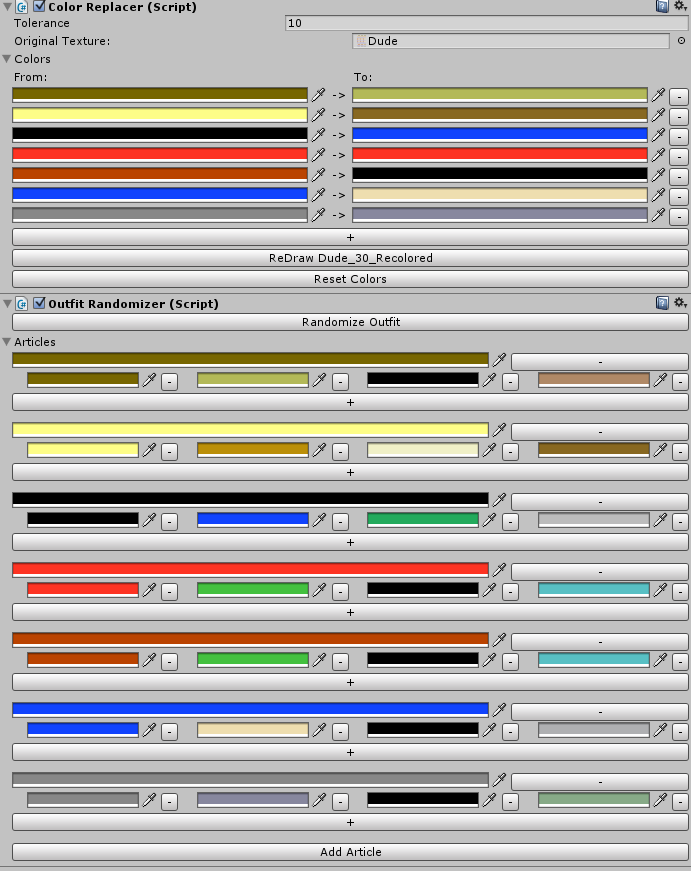 Color Replacer (Script)
Tolerance 10
Original Texture: Dude
Colors
From: To:
-> -
-> -
-> -
-> -
-> -
-> -
-> -
+
ReDraw Dude_30_Recolored
Reset Colors
Outfit Randomizer (Script)
Randomize Outfit
Articles
-
- - - -
+
-
- - - -
+
-
- - - -
+
-
- - - -
+
-
- - - -
+
-
- - - -
+
-
- - - -
+
Add Article